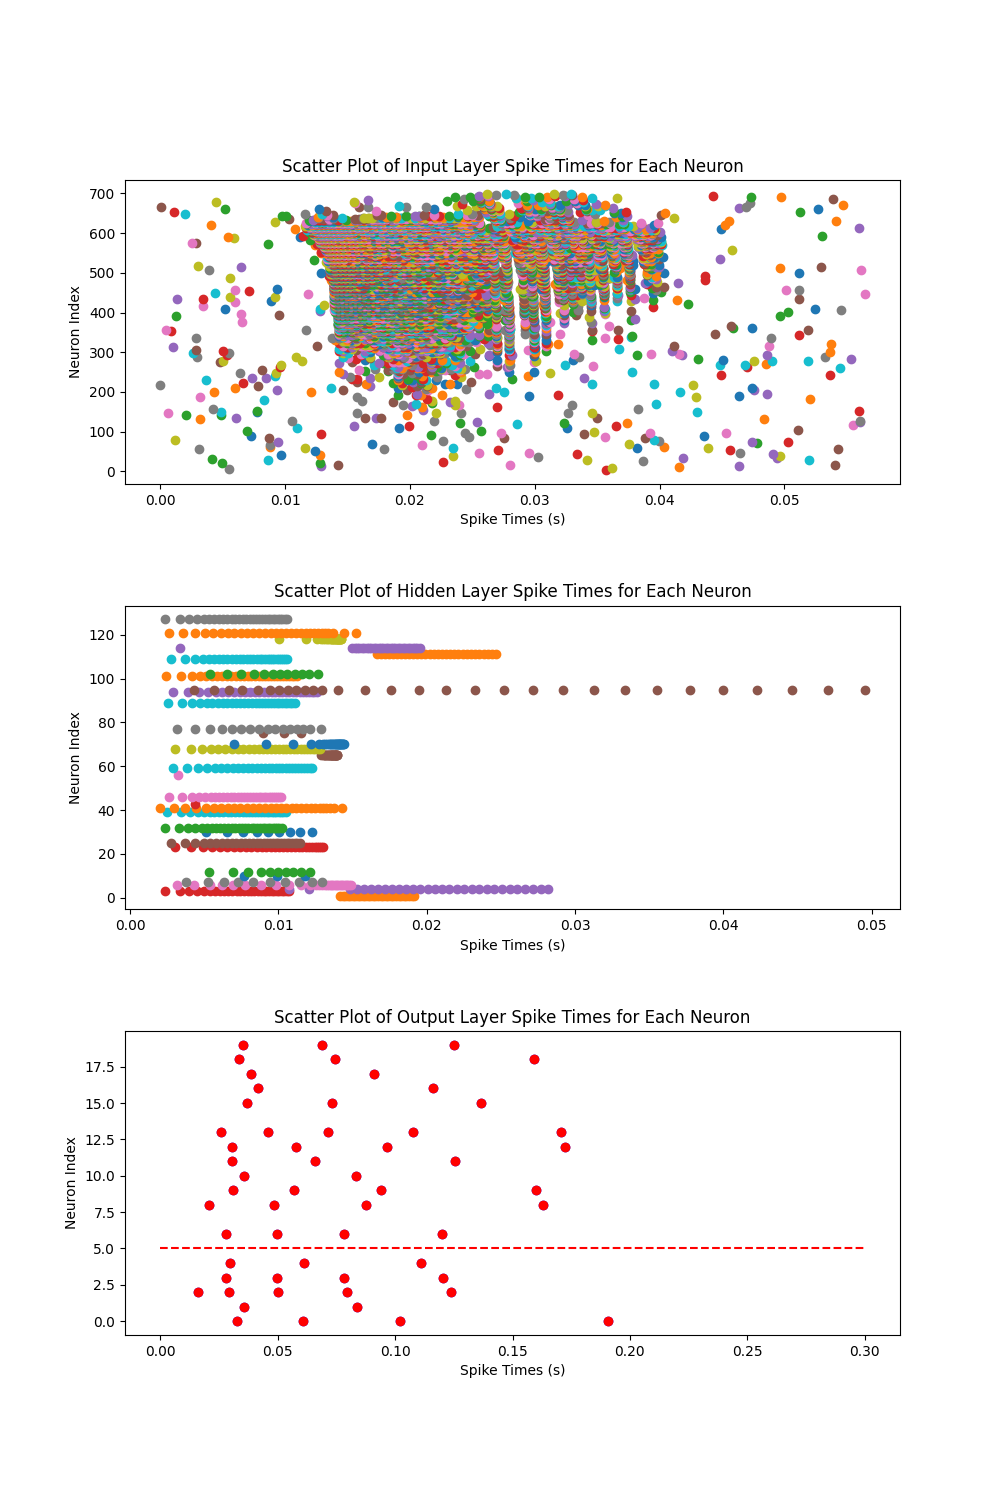 Scatter Plot of Input Layer Spike Times for Each Neuron
700
600
500
400
300
200
100
0
Neuron Index
0.00 0.01 0.02 0.03 0.04 0.05
Spike Times (s)
Scatter Plot of Hidden Layer Spike Times for Each Neuron
120
100
80
60
40
20
0
Neuron Index
0.00 0.01 0.02 0.03 0.04 0.05
Spike Times (s)
Scatter Plot of Output Layer Spike Times for Each Neuron
17.5
15.0
12.5
10.0
7.5
5.0
2.5
0.0
Neuron Index
0.00 0.05 0.10 0.15 0.20 0.25 0.30
Spike Times (s)